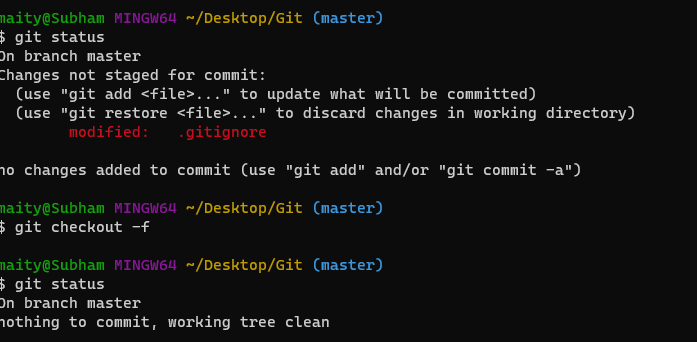 maity@Subham MINGW64 ~/Desktop/Git (master)
$ git status
On branch master
Changes not staged for commit:
  (use "git add <file>..." to update what will be committed)
  (use "git restore <file>..." to discard changes in working directory)
        modified:   .gitignore

no changes added to commit (use "git add" and/or "git commit -a")

maity@Subham MINGW64 ~/Desktop/Git (master)
$ git checkout -f

maity@Subham MINGW64 ~/Desktop/Git (master)
$ git status
On branch master
nothing to commit, working tree clean